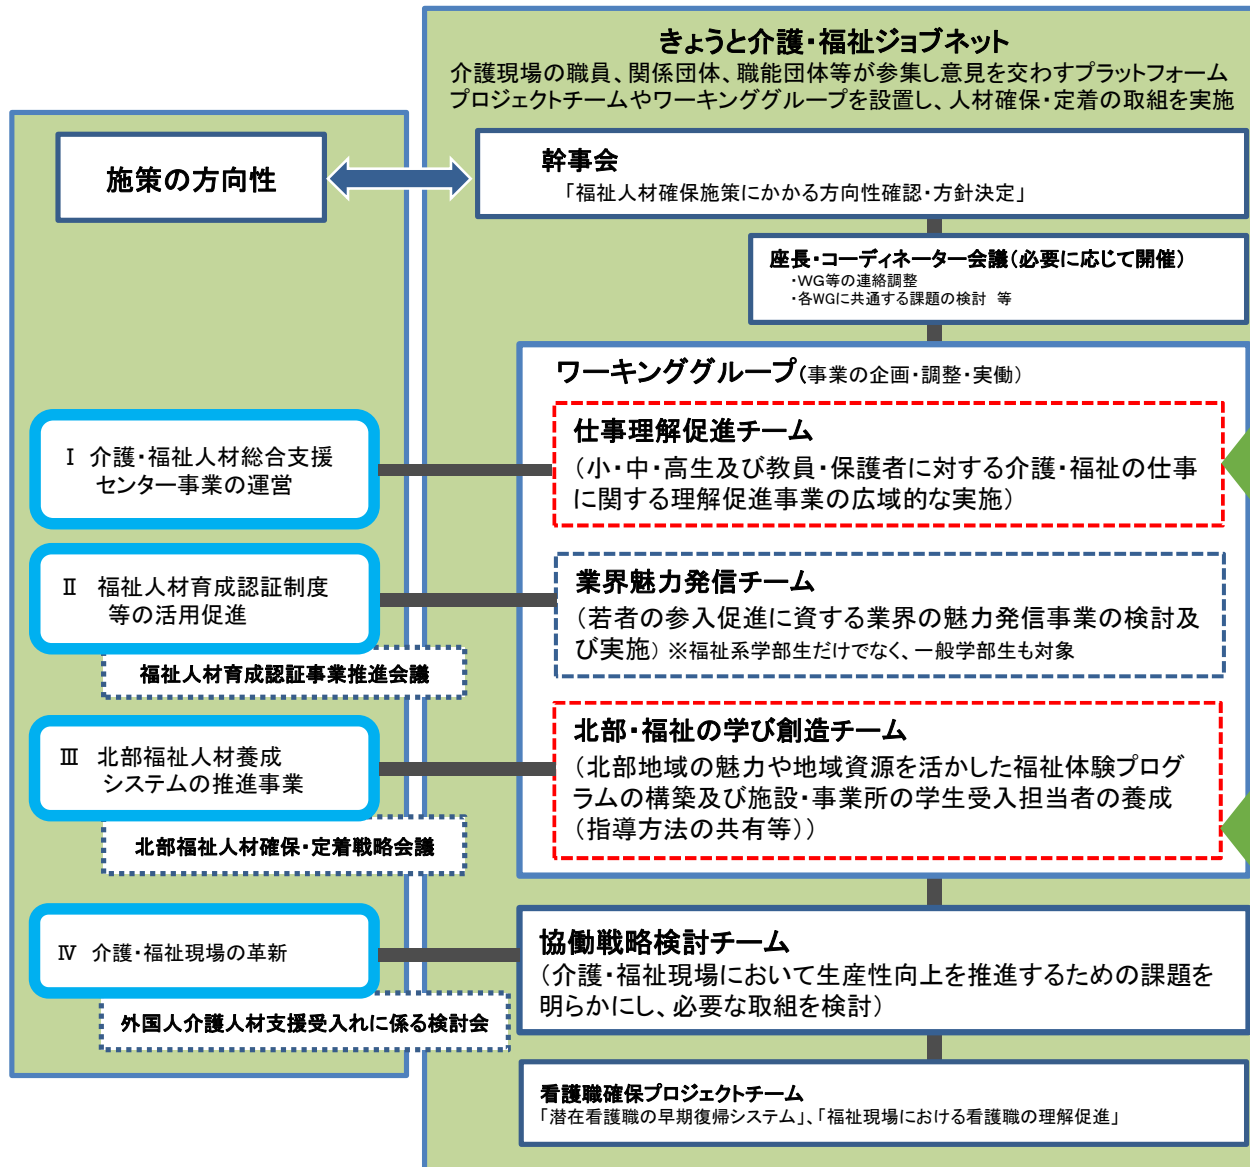 きょうと介護・福祉ジョブネット
介護現場の職員、関係団体、職能団体等が参集し意見を交わすプラットフォーム
プロジェクトチームやワーキンググループを設置し、人材確保・定着の取組を実施
施策の方向性
幹事会
「福祉人材確保施策にかかる方向性確認・方針決定」
座長・コーディネーター会議（必要に応じて開催）
・WG等の連絡調整
・各WGに共通する課題の検討　等
ワーキンググループ（事業の企画・調整・実働）
Ⅰ 介護・福祉人材総合支援
センター事業の運営
仕事理解促進チーム
（小・中・高生及び教員・保護者に対する介護・福祉の仕事
に関する理解促進事業の広域的な実施）
Ⅱ 福祉人材育成認証制度
等の活用促進
福祉人材育成認証事業推進会議
業界魅力発信チーム
（若者の参入促進に資する業界の魅力発信事業の検討及
び実施）※福祉系学部生だけでなく、一般学部生も対象
Ⅲ 北部福祉人材養成
システムの推進事業
北部福祉人材確保・定着戦略会議
北部・福祉の学び創造チーム
（北部地域の魅力や地域資源を活かした福祉体験プログ
ラムの構築及び施設・事業所の学生受入担当者の養成
（指導方法の共有等））
Ⅳ 介護・福祉現場の革新
外国人介護人材支援受入れに係る検討会
協働戦略検討チーム
（介護・福祉現場において生産性向上を推進するための課題を
明らかにし、必要な取組を検討）
看護職確保プロジェクトチーム
「潜在看護職の早期復帰システム」、「福祉現場における看護職の理解促進」